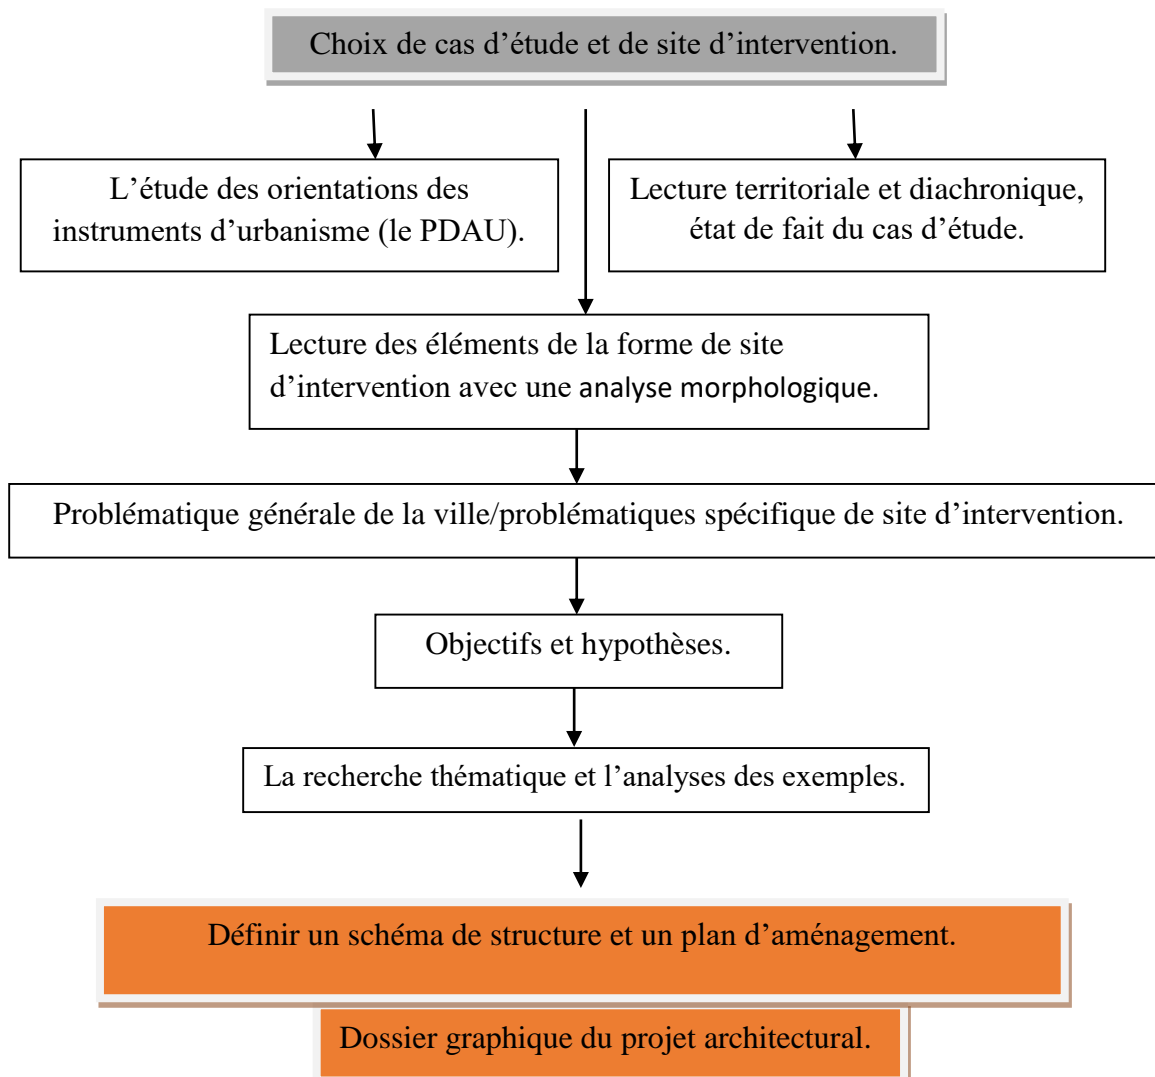 Choix de cas d’étude et de site d’intervention.
L’étude des orientations des
instruments d’urbanisme (le PDAU).
Lecture territoriale et diachronique,
état de fait du cas d’étude.
Lecture des éléments de la forme de site
d’intervention avec une analyse morphologique.
Problématique générale de la ville/problématiques spécifique de site d’intervention.
Objectifs et hypothèses.
La recherche thématique et l’analyses des exemples.
Définir un schéma de structure et un plan d’aménagement.
Dossier graphique du projet architectural.